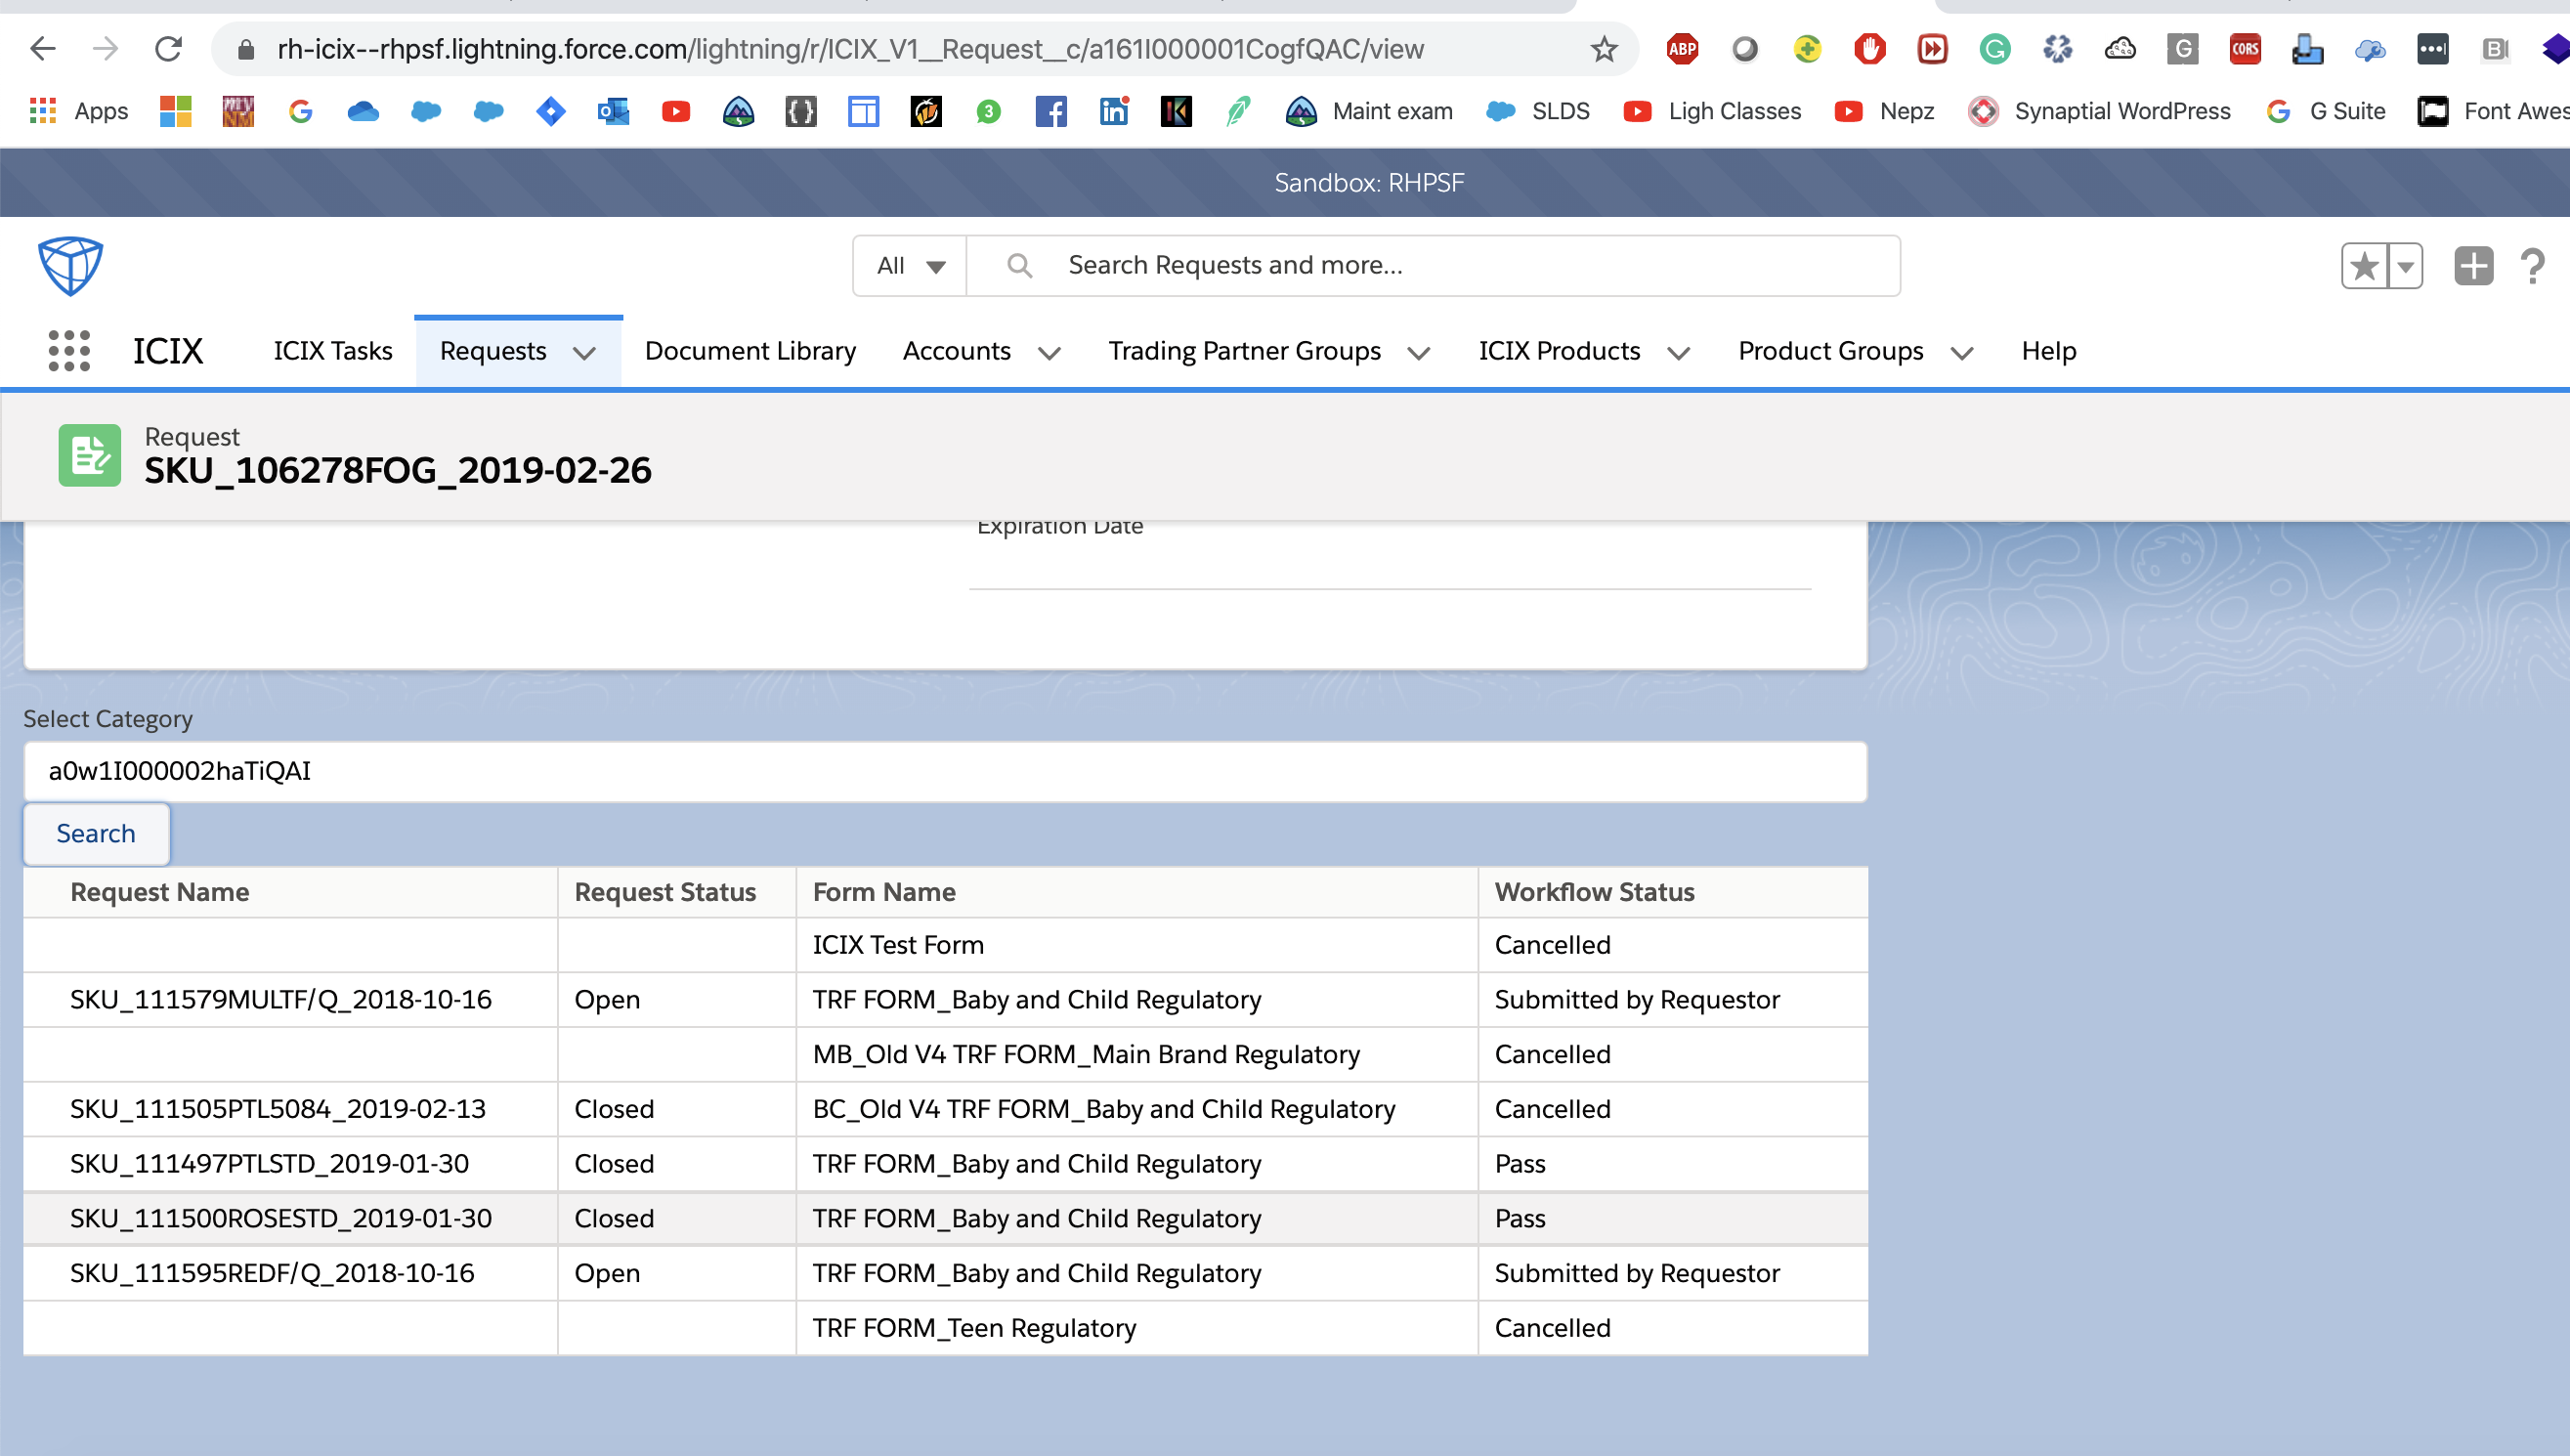 rh-icix--rhpsf.lightning.force.com/lightning/r/ICIX_V1__Request__c/a161I000001CogfQAC/view
ABP
G
CORS
Apps
3
Maint exam
SLDS
Ligh Classes
Nepz
Synaptial WordPress
G Suite
Font Awes
Sandbox: RHPSF
All
Search Requests and more...
ICIX
ICIX Tasks
Requests
Document Library
Accounts
Trading Partner Groups
ICIX Products
Product Groups
Help
Request
SKU_106278FOG_2019-02-26
Expiration Date
Select Category
a0w1I000002haTiQAI
Search
Request Name Request Status Form Name Workflow Status
ICIX Test Form Cancelled
SKU_111579MULTF/Q_2018-10-16 Open TRF FORM_Baby and Child Regulatory Submitted by Requestor
MB_Old V4 TRF FORM_Main Brand Regulatory Cancelled
SKU_111505PTL5084_2019-02-13 Closed BC_Old V4 TRF FORM_Baby and Child Regulatory Cancelled
SKU_111497PTLSTD_2019-01-30 Closed TRF FORM_Baby and Child Regulatory Pass
SKU_111500ROSESTD_2019-01-30 Closed TRF FORM_Baby and Child Regulatory Pass
SKU_111595REDF/Q_2018-10-16 Open TRF FORM_Baby and Child Regulatory Submitted by Requestor
TRF FORM_Teen Regulatory Cancelled